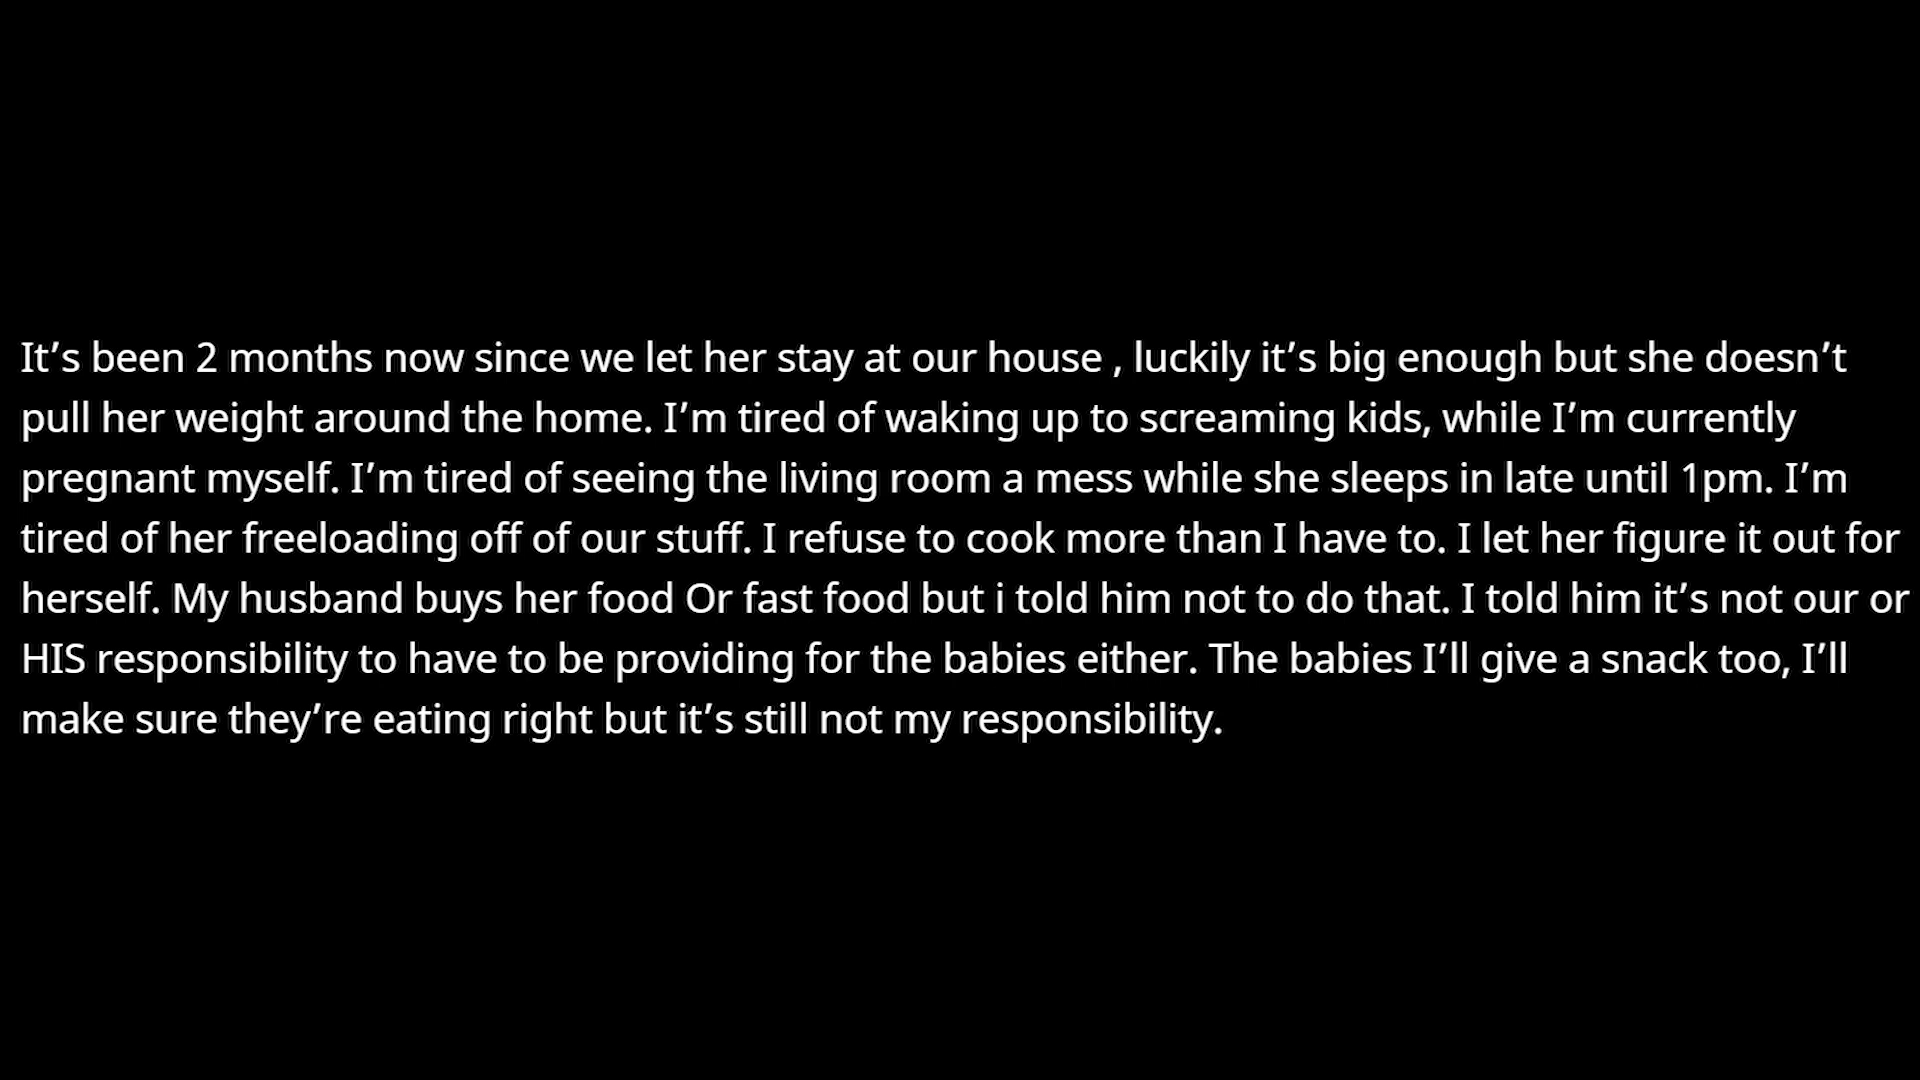 It’s been 2 months now since we let her stay at our house , luckily it’s big enough but she doesn’t
pull her weight around the home. I’m tired of waking up to screaming kids, while I’m currently
pregnant myself. I’m tired of seeing the living room a mess while she sleeps in late until 1pm. I’m
tired of her freeloading off of our stuff. I refuse to cook more than I have to. I let her figure it out for
herself. My husband buys her food Or fast food but i told him not to do that. I told him it’s not our or
HIS responsibility to have to be providing for the babies either. The babies I’ll give a snack too, I’ll
make sure they’re eating right but it’s still not my responsibility.